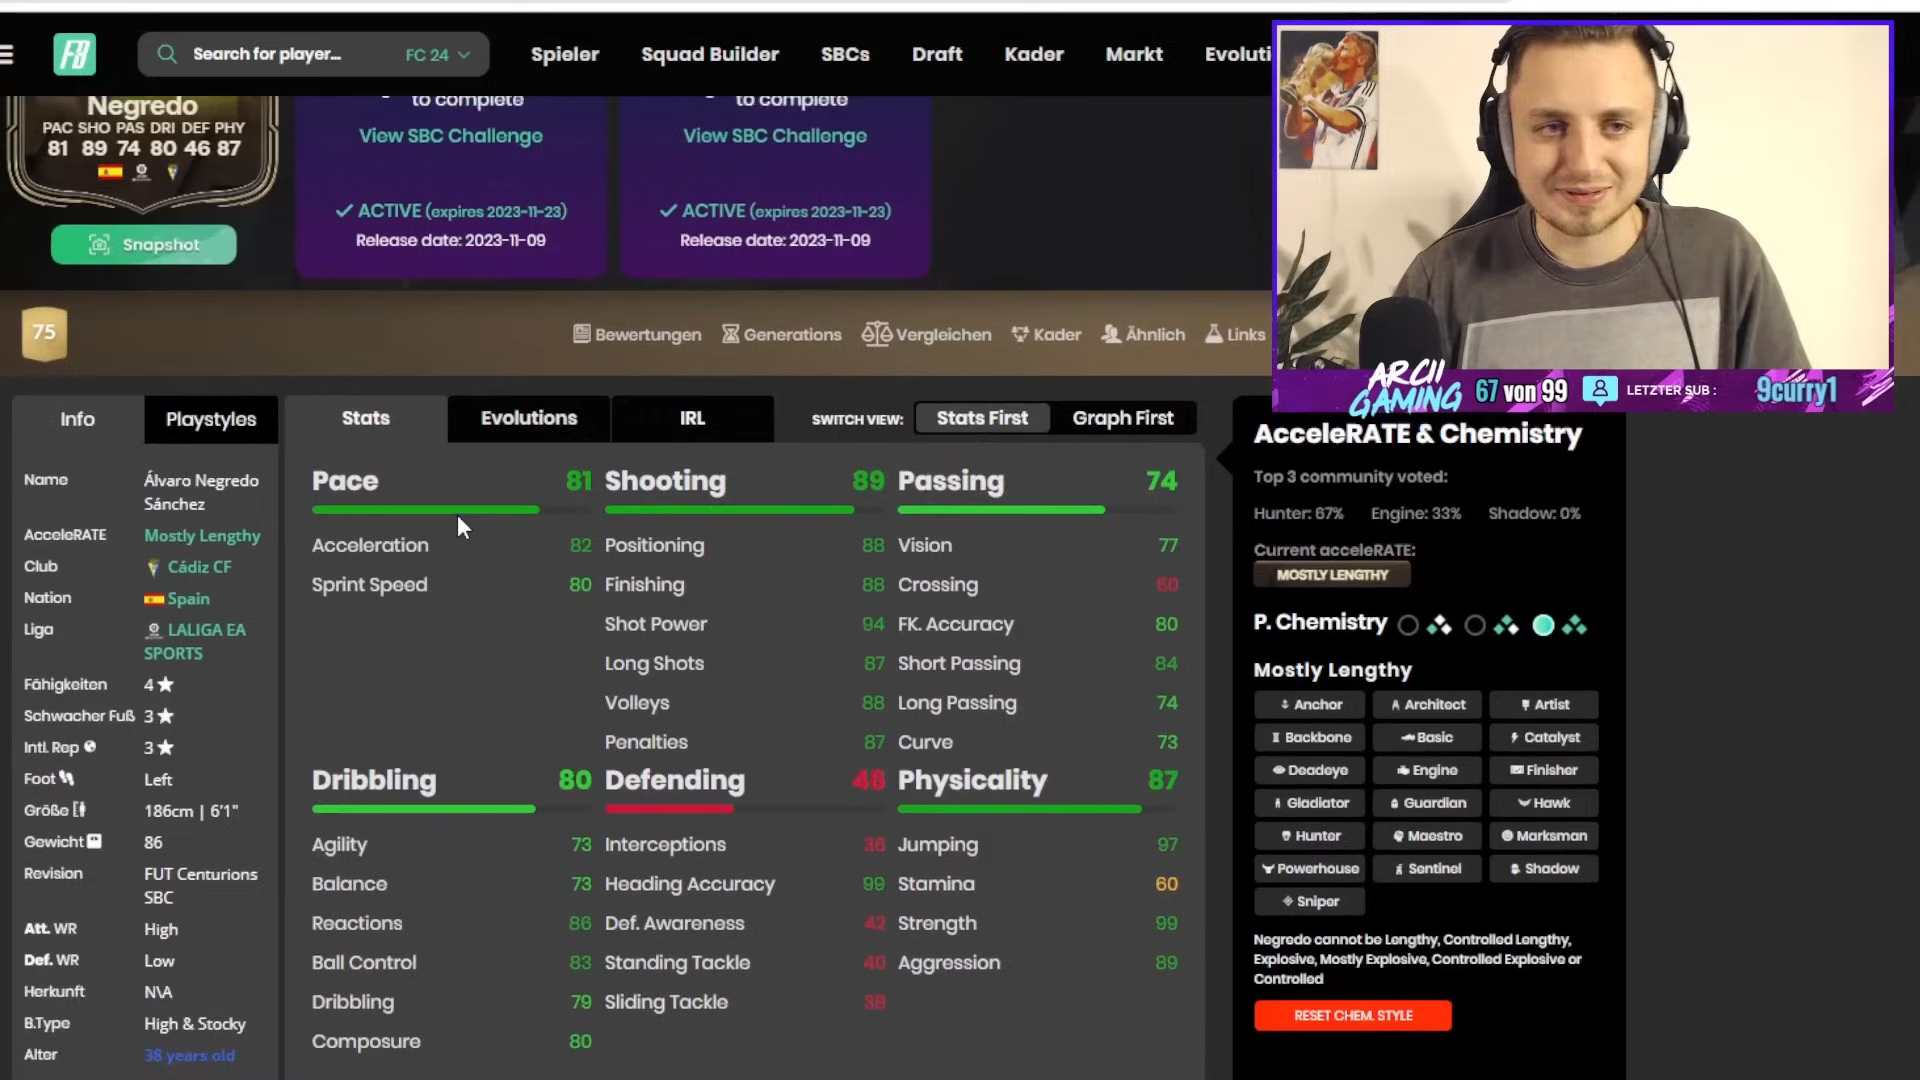 Search for player...
FC 24
Spieler
Squad Builder
SBCs
Draft
Kader
Markt
Evoluti
Negredo
PAC SHO PAS DRI DEF PHY
81 89 74 80 46 87
Snapshot
to complete
View SBC Challenge
ACTIVE (expires 2023-11-23)
Release date: 2023-11-09
to complete
View SBC Challenge
ACTIVE (expires 2023-11-23)
Release date: 2023-11-09
75
Bewertungen
Generations
Vergleichen
Kader
Ähnlich
Links
ARCII
GAMING
67 von 99
LETZTER SUB :
9curry1
Info
Playstyles
Name Álvaro Negredo
Sánchez
AcceleRATE Mostly Lengthy
Club Cádiz CF
Nation Spain
Liga LALIGA EA
SPORTS
Fähigkeiten 4
Schwacher Fuß 3
Intl. Rep 3
Foot Left
Größe 186cm | 6'1"
Gewicht 86
Revision FUT Centurions
SBC
Att. WR High
Def. WR Low
Herkunft N\A
B.Type High & Stocky
Alter 38 years old
Stats
Evolutions
IRL
SWITCH VIEW:
Stats First
Graph First
Pace 81
Acceleration 82
Sprint Speed 80
Shooting 89
Positioning 88
Finishing 88
Shot Power 94
Long Shots 87
Volleys 88
Penalties 87
Passing 74
Vision 77
Crossing 60
FK. Accuracy 80
Short Passing 84
Long Passing 74
Curve 73
Dribbling 80
Agility 73
Balance 73
Reactions 86
Ball Control 83
Dribbling 79
Composure 80
Defending
Interceptions 36
Heading Accuracy 99
Def. Awareness 42
Standing Tackle 40
Sliding Tackle 38
Physicality 87
Jumping 97
Stamina 60
Strength 99
Aggression 89
AcceleRATE & Chemistry
Top 3 community voted:
Hunter: 67% Engine: 33% Shadow: 0%
Current acceleRATE:
MOSTLY LENGTHY
P. Chemistry
Mostly Lengthy
Anchor
Architect
Artist
Backbone
Basic
Catalyst
Deadeye
Engine
Finisher
Gladiator
Guardian
Hawk
Hunter
Maestro
Marksman
Powerhouse
Sentinel
Shadow
Sniper
Negredo cannot be Lengthy, Controlled Lengthy,
Explosive, Mostly Explosive, Controlled Explosive or
Controlled
RESET CHEM. STYLE